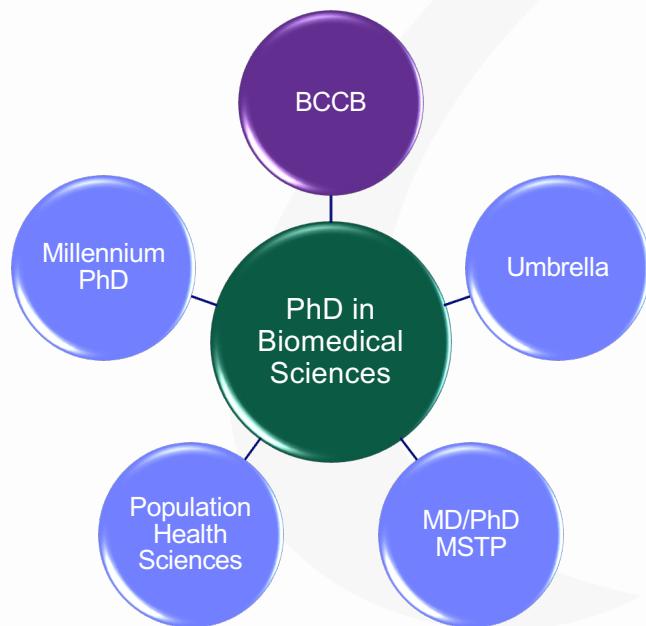 BCCB
Millennium
PhD
Umbrella
PhD in
Biomedical
Sciences
Population
Health
Sciences
MD/PhD
MSTP